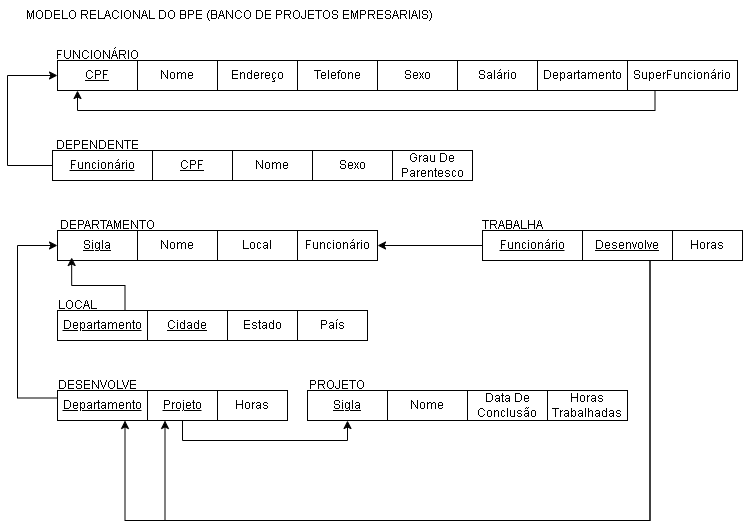 MODELO RELACIONAL DO BPE (BANCO DE PROJETOS EMPRESARIAIS)
FUNCIONÁRIO
CPF Nome Endereço Telefone Sexo Salário Departamento SuperFuncionário
DEPENDENTE
Funcionário CPF Nome Sexo Grau De
Parentesco
DEPARTAMENTO
Sigla Nome Local Funcionário
TRABALHA
Funcionário Desenvolve Horas
LOCAL
Departamento Cidade Estado País
DESENVOLVE
Departamento Projeto Horas
PROJETO
Sigla Nome Data De
Conclusão Horas
Trabalhadas